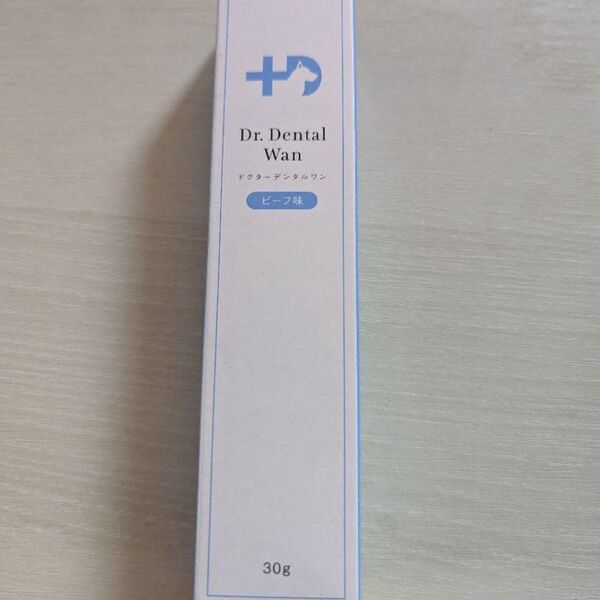 Dr. Dental
Wan
ドクターデンタルワン
ビーフ味
30g